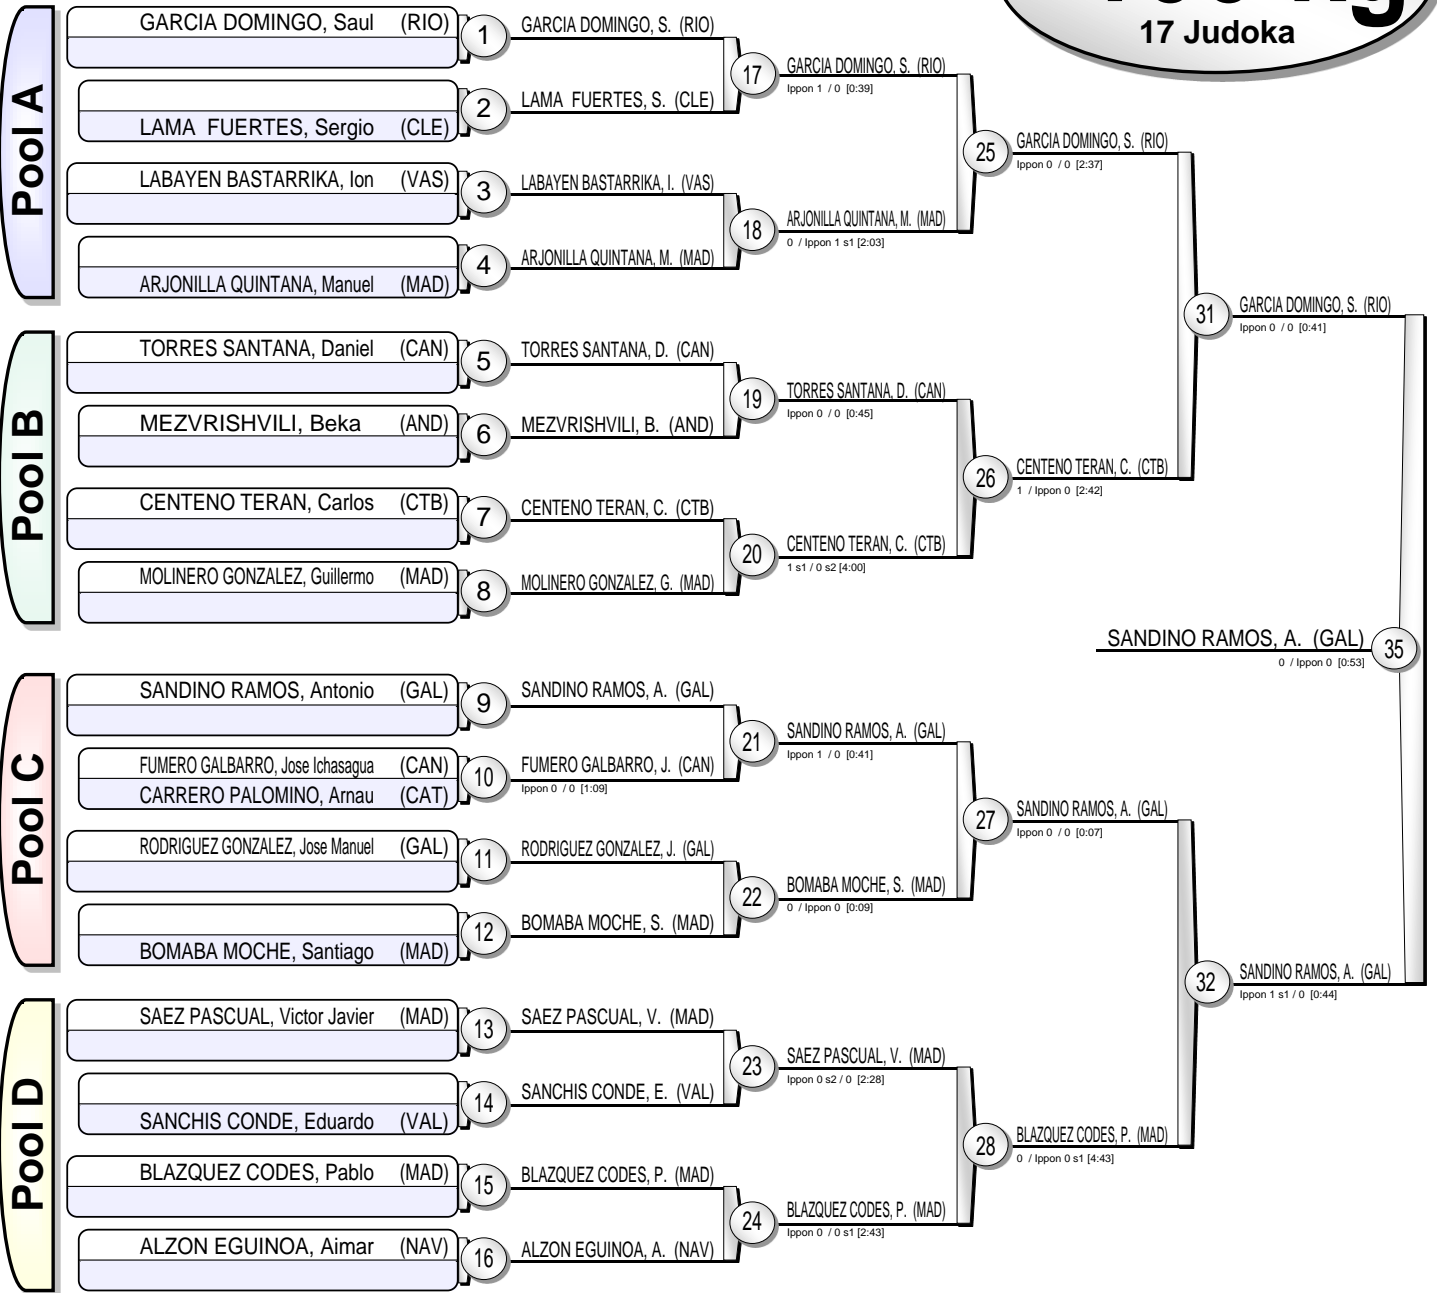 17 Judoka
Pool A
GARCIA DOMINGO, Saul (RIO)
1
LAMA FUERTES, Sergio (CLE)
2
LABAYEN BASTARRIKA, Ion (VAS)
3
ARJONILLA QUINTANA, Manuel (MAD)
4
Pool B
TORRES SANTANA, Daniel (CAN)
5
MEZVRISHVILI, Beka (AND)
6
CENTENO TERAN, Carlos (CTB)
7
MOLINERO GONZALEZ, Guillermo (MAD)
8
Pool C
SANDINO RAMOS, Antonio (GAL)
9
FUMERO GALBARRO, Jose Ichasagua (CAN)
CARRERO PALOMINO, Arnau (CAT)
10
RODRIGUEZ GONZALEZ, Jose Manuel (GAL)
11
BOMABA MOCHE, Santiago (MAD)
12
Pool D
SAEZ PASCUAL, Victor Javier (MAD)
13
SANCHIS CONDE, Eduardo (VAL)
14
BLAZQUEZ CODES, Pablo (MAD)
15
ALZON EGUINOA, Aimar (NAV)
16
GARCIA DOMINGO, S. (RIO)
LAMA FUERTES, S. (CLE)
17
LABAYEN BASTARRIKA, I. (VAS)
ARJONILLA QUINTANA, M. (MAD)
18
TORRES SANTANA, D. (CAN)
MEZVRISHVILI, B. (AND)
19
CENTENO TERAN, C. (CTB)
MOLINERO GONZALEZ, G. (MAD)
20
SANDINO RAMOS, A. (GAL)
FUMERO GALBARRO, J. (CAN)
Ippon 0 / 0 [1:09]
21
RODRIGUEZ GONZALEZ, J. (GAL)
BOMABA MOCHE, S. (MAD)
22
SAEZ PASCUAL, V. (MAD)
SANCHIS CONDE, E. (VAL)
23
BLAZQUEZ CODES, P. (MAD)
ALZON EGUINOA, A. (NAV)
24
GARCIA DOMINGO, S. (RIO)
Ippon 1 / 0 [0:39]
ARJONILLA QUINTANA, M. (MAD)
0 / Ippon 1 s1 [2:03]
25
TORRES SANTANA, D. (CAN)
Ippon 0 / 0 [0:45]
CENTENO TERAN, C. (CTB)
1 s1 / 0 s2 [4:00]
26
SANDINO RAMOS, A. (GAL)
Ippon 1 / 0 [0:41]
BOMABA MOCHE, S. (MAD)
0 / Ippon 0 [0:09]
27
SAEZ PASCUAL, V. (MAD)
Ippon 0 s2 / 0 [2:28]
BLAZQUEZ CODES, P. (MAD)
Ippon 0 / 0 s1 [2:43]
28
GARCIA DOMINGO, S. (RIO)
Ippon 0 / 0 [2:37]
CENTENO TERAN, C. (CTB)
1 / Ippon 0 [2:42]
31
SANDINO RAMOS, A. (GAL)
Ippon 0 / 0 [0:07]
BLAZQUEZ CODES, P. (MAD)
0 / Ippon 0 s1 [4:43]
32
GARCIA DOMINGO, S. (RIO)
Ippon 0 / 0 [0:41]
SANDINO RAMOS, A. (GAL)
Ippon 1 s1 / 0 [0:44]
35
SANDINO RAMOS, A. (GAL)
0 / Ippon 0 [0:53]